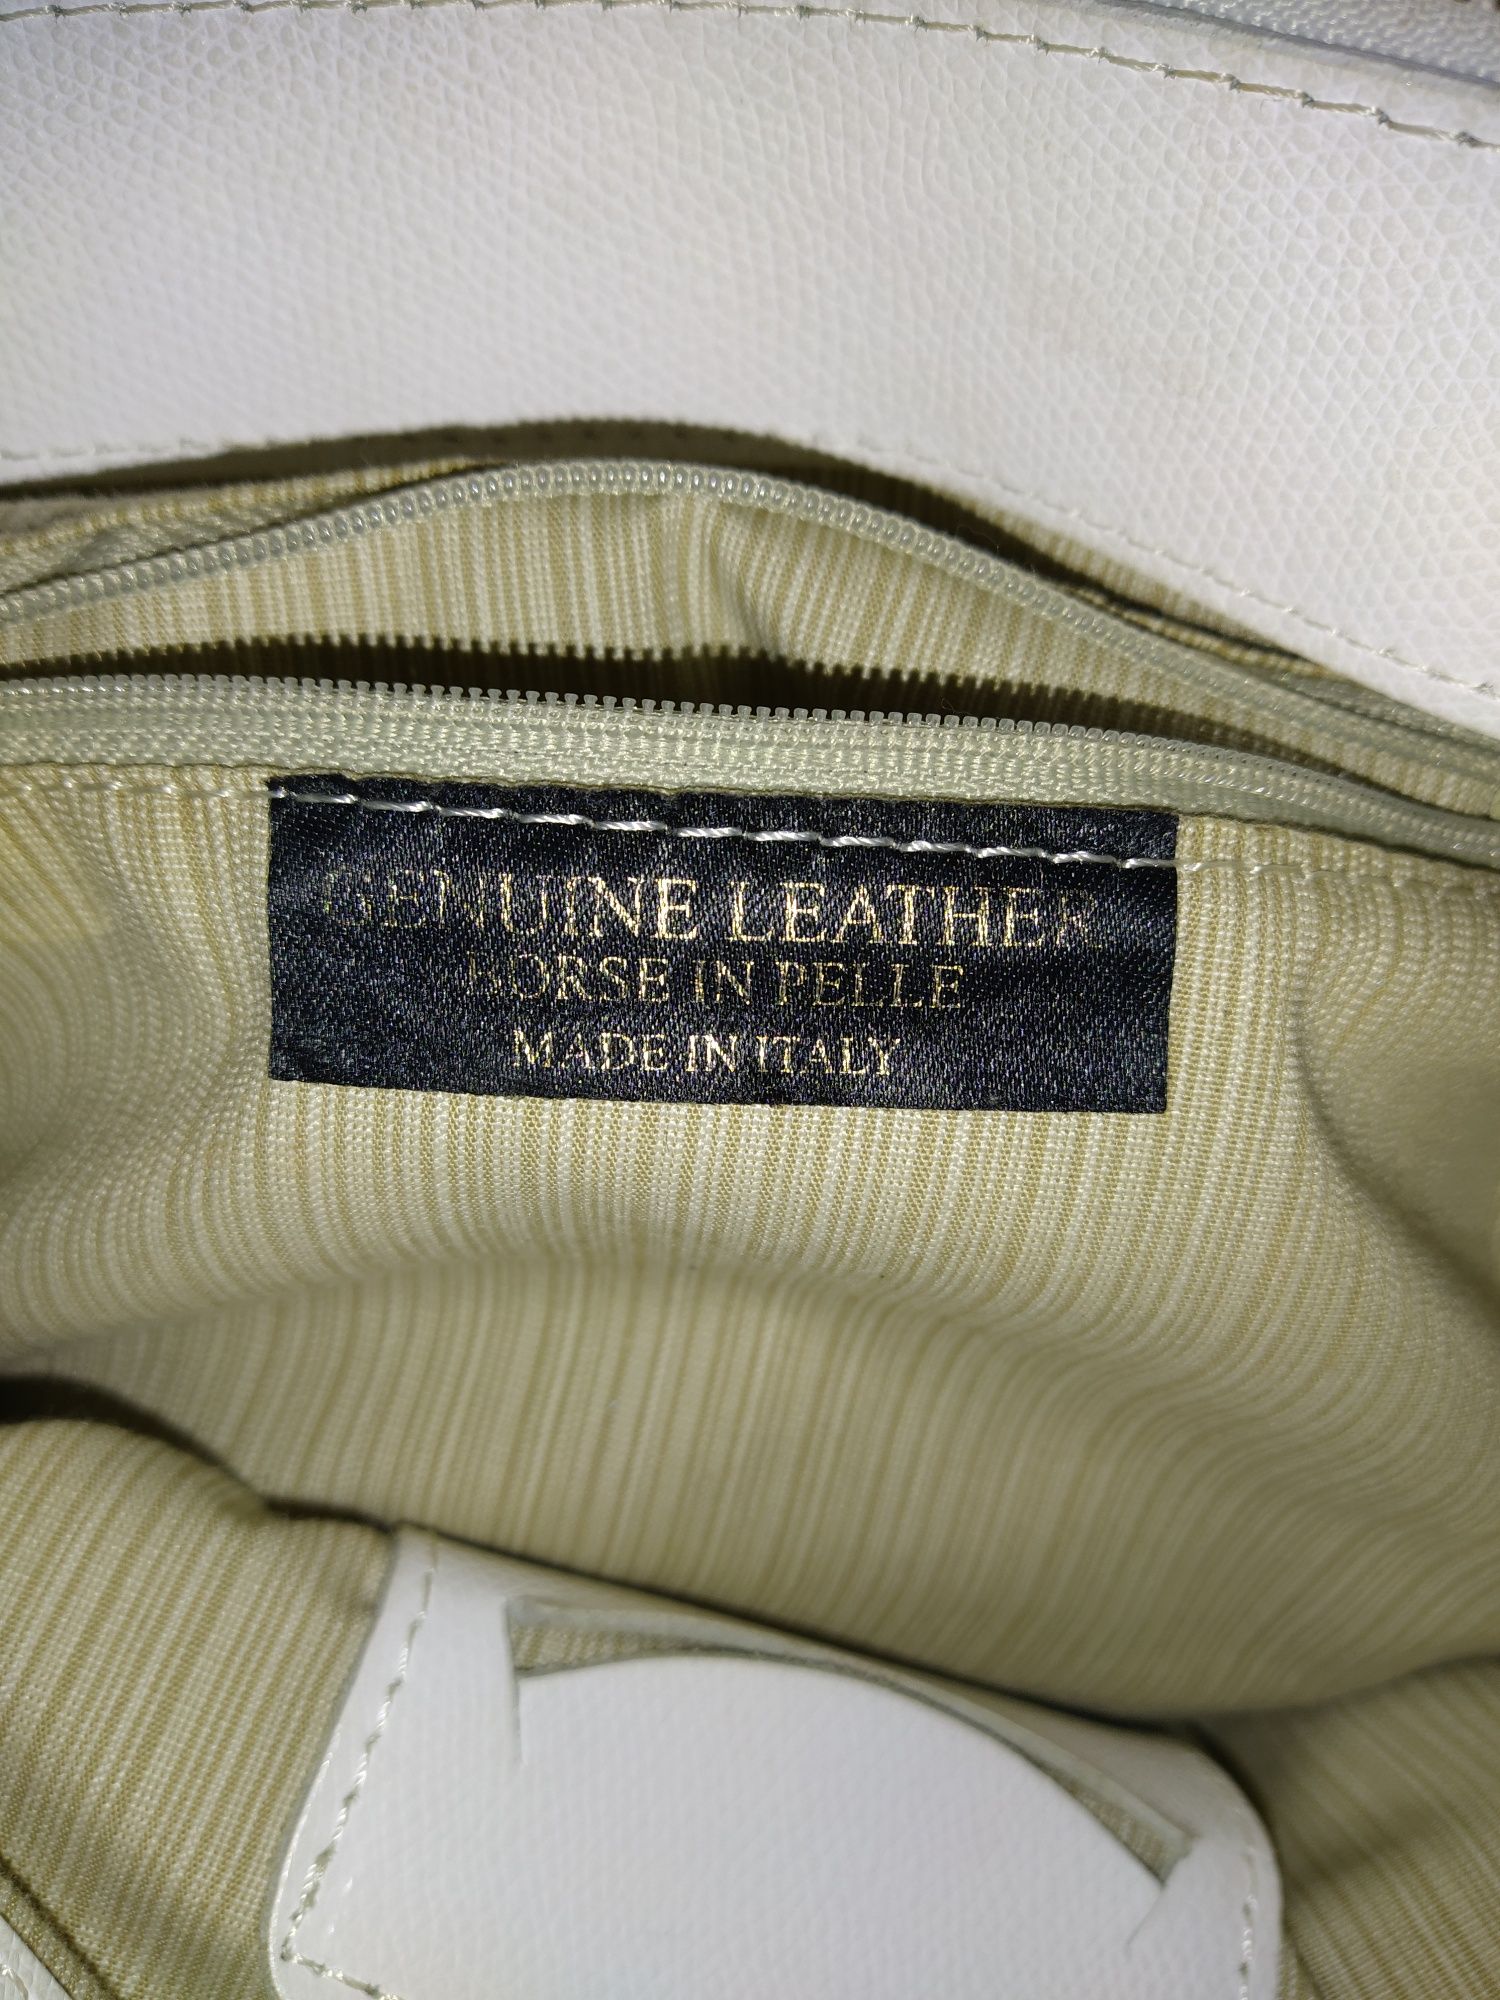 GENUINE LEATHER
BORSE IN PELLE
MADE IN ITALY